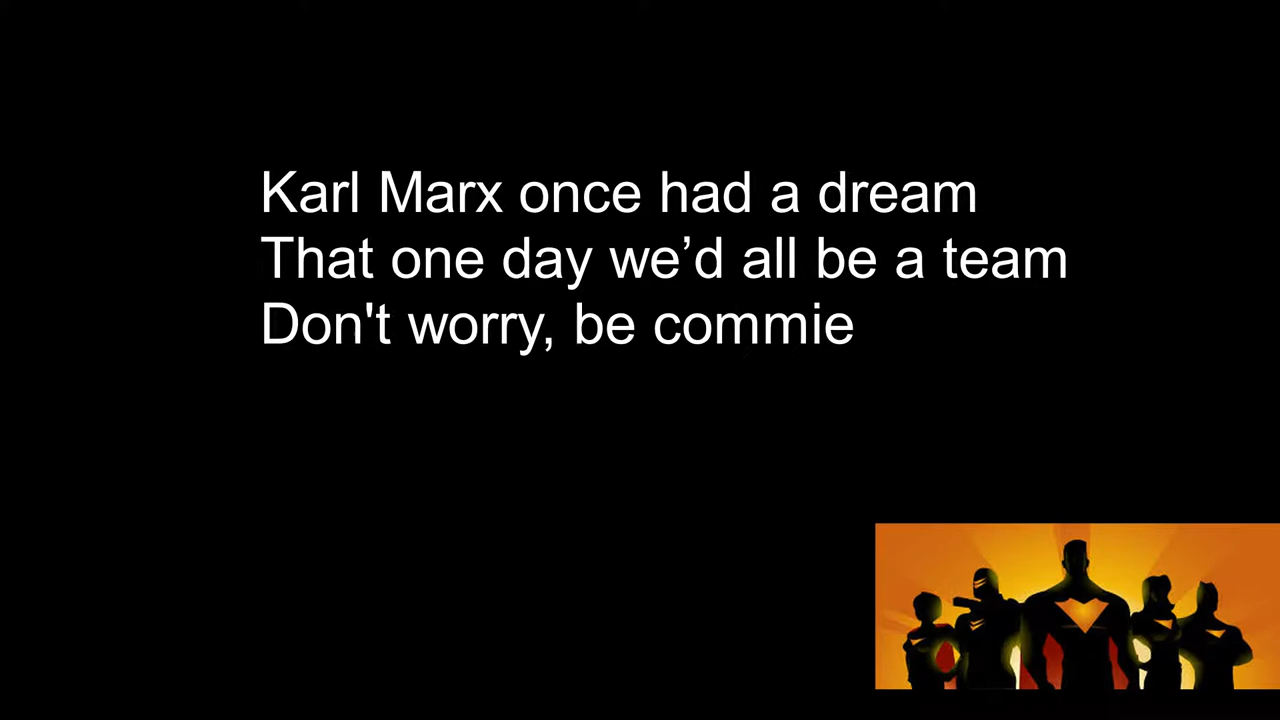 Karl Marx once had a dream
That one day we’d all be a team
Don't worry, be commie